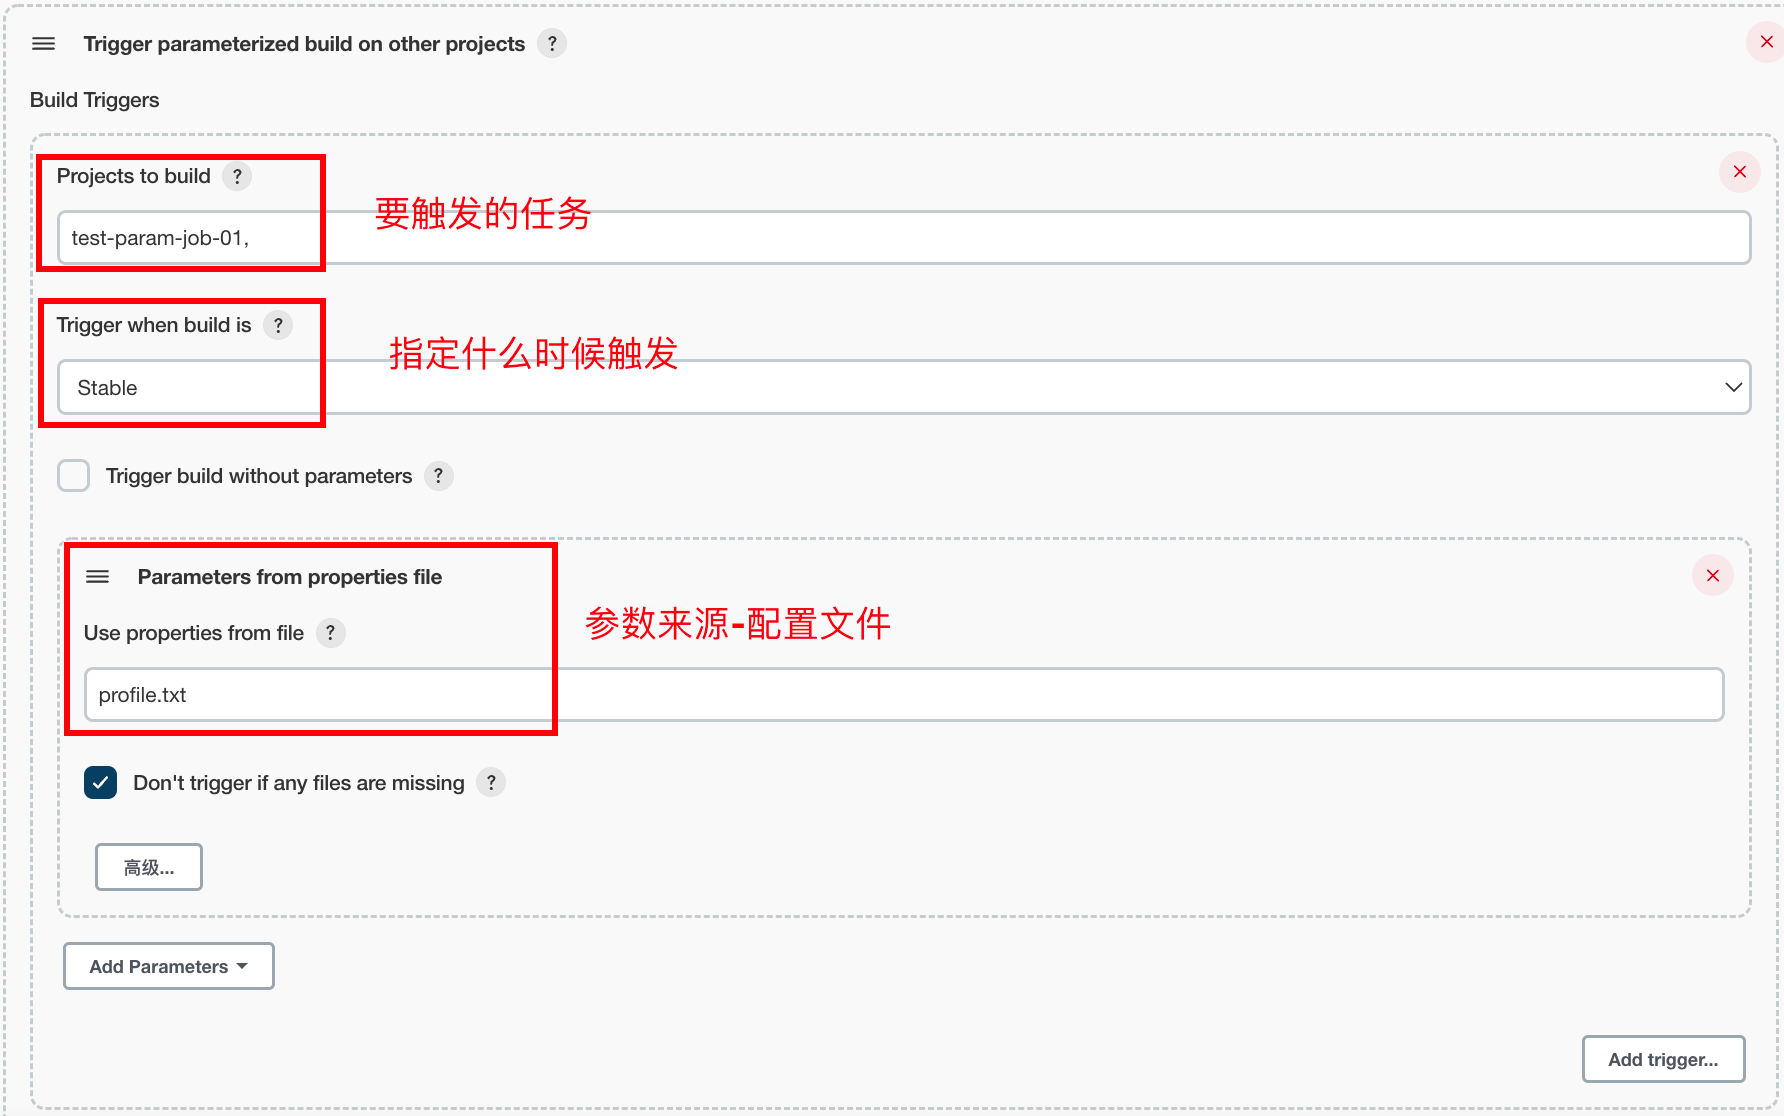 Trigger parameterized build on other projects ?
Build Triggers
Projects to build ?
要触发的任务
test-param-job-01,
Trigger when build is ?
指定什么时候触发
Stable
Trigger build without parameters ?
Parameters from properties file
参数来源-配置文件
Use properties from file ?
profile.txt
Don't trigger if any files are missing ?
高级...
Add Parameters
Add trigger...